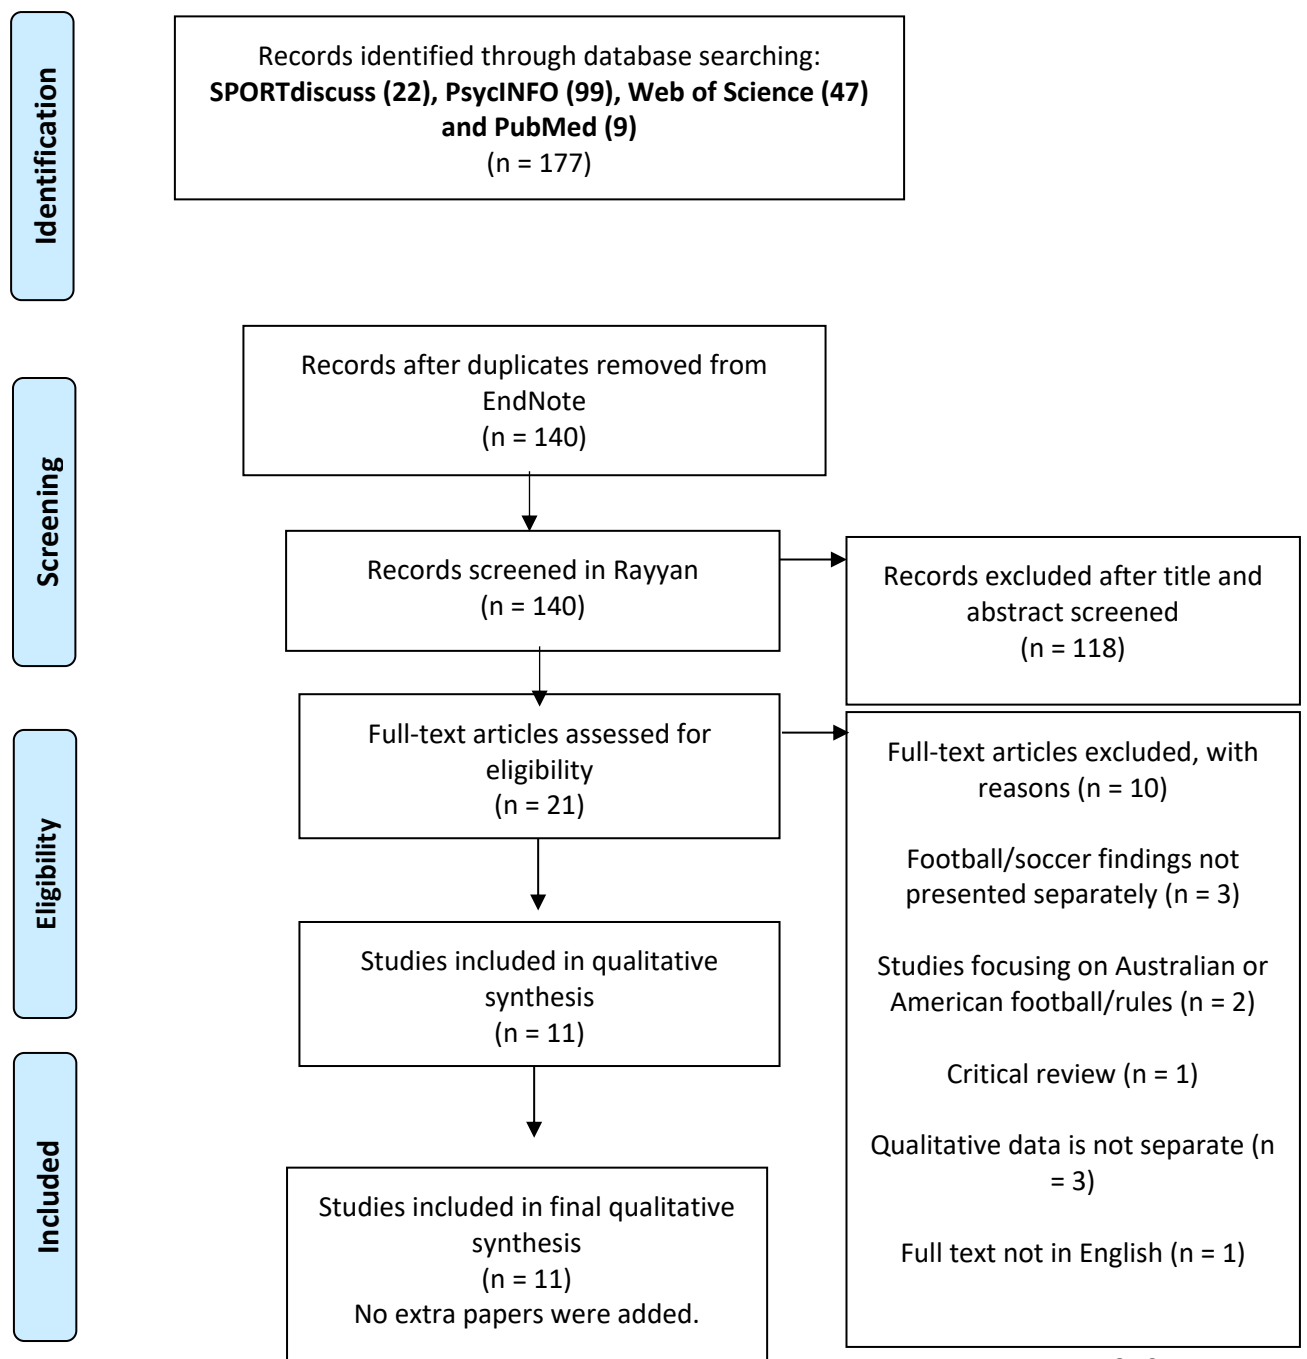 Identification
Records identified through database searching:
SPORTdiscuss (22), PsycINFO (99), Web of Science (47)
and PubMed (9)
(n = 177)
Screening
Records after duplicates removed from
EndNote
(n = 140)
Records screened in Rayyan
(n = 140)
Records excluded after title and
abstract screened
(n = 118)
Eligibility
Full-text articles assessed for
eligibility
(n = 21)
Full-text articles excluded, with
reasons (n = 10)
Football/soccer findings not
presented separately (n = 3)
Studies focusing on Australian or
American football/rules (n = 2)
Critical review (n = 1)
Qualitative data is not separate (n
= 3)
Full text not in English (n = 1)
Studies included in qualitative
synthesis
(n = 11)
Included
Studies included in final qualitative
synthesis
(n = 11)
No extra papers were added.